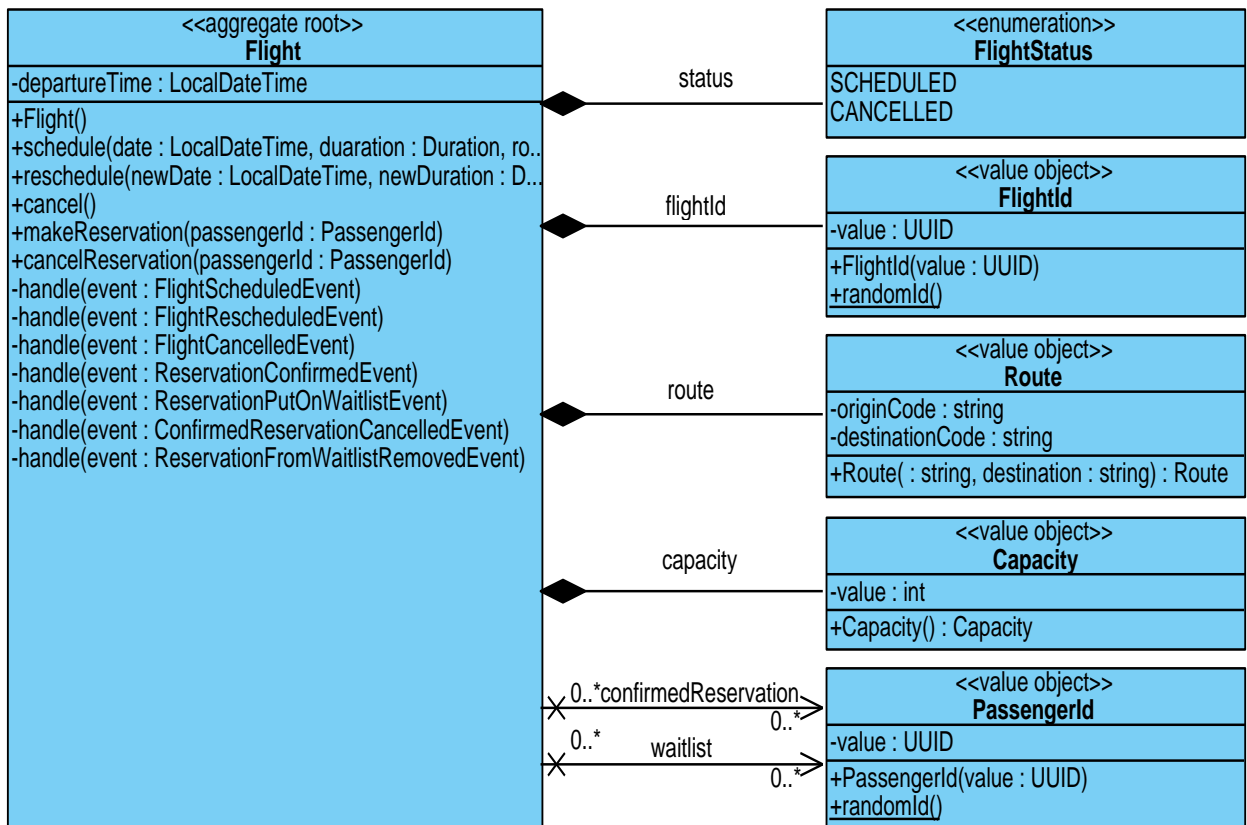 <<aggregate root>>
Flight
-departureTime : LocalDateTime
+Flight()
+schedule(date : LocalDateTime, duaration : Duration, ro..
+reschedule(newDate : LocalDateTime, newDuration : D...
+cancel()
+makeReservation(passengerId : PassengerId)
+cancelReservation(passengerId : PassengerId)
-handle(event : FlightScheduledEvent)
-handle(event : FlightRescheduledEvent)
-handle(event : FlightCancelledEvent)
-handle(event : ReservationConfirmedEvent)
-handle(event : ReservationPutOnWaitlistEvent)
-handle(event : ConfirmedReservationCancelledEvent)
-handle(event : ReservationFromWaitlistRemovedEvent)
status
flightId
route
capacity
0..*confirmedReservation
0..*
0..*
waitlist
0..*
<<enumeration>>
FlightStatus
SCHEDULED
CANCELLED
<<value object>>
FlightId
-value : UUID
+FlightId(value : UUID)
+randomId()
<<value object>>
Route
-originCode : string
-destinationCode : string
+Route( : string, destination : string) : Route
<<value object>>
Capacity
-value : int
+Capacity() : Capacity
<<value object>>
PassengerId
-value : UUID
+PassengerId(value : UUID)
+randomId()